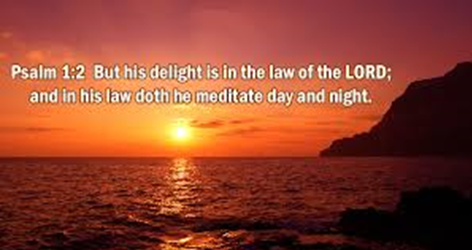 Psalm 1:2 But his delight is in the law of the LORD;
and in his law doth he meditate day and night.